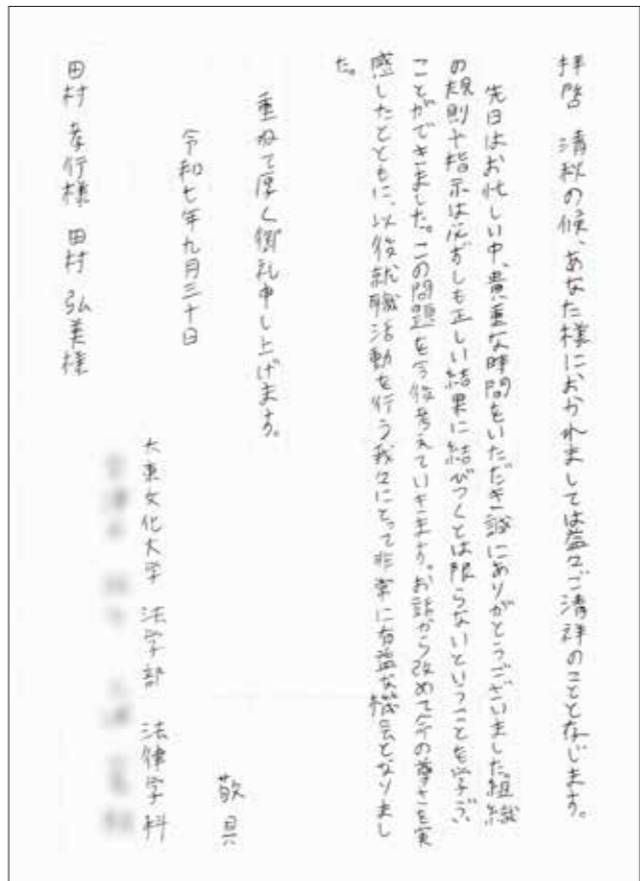 拝啓 清秋の候、あなた様におかれましては益々ご清祥のこととなじます。
先日はお忙しい中、貴重な時間をいただき誠にありがとうございました。組織
の規則や指示は必ずしも正しい結果に結びつくとは限らないということを学ぶ
ことができました。この問題を今後考えていきます。お話から改めて命の尊さを実
感したとともに、以後就職活動を行う我々にとって非常に有益な機会となりまし
た。
重ねて厚く御礼申し上げます。
敬具
令和七年九月三十日
大東文化大学 法学部 法律学科
田村 孝行様 田村 弘美様